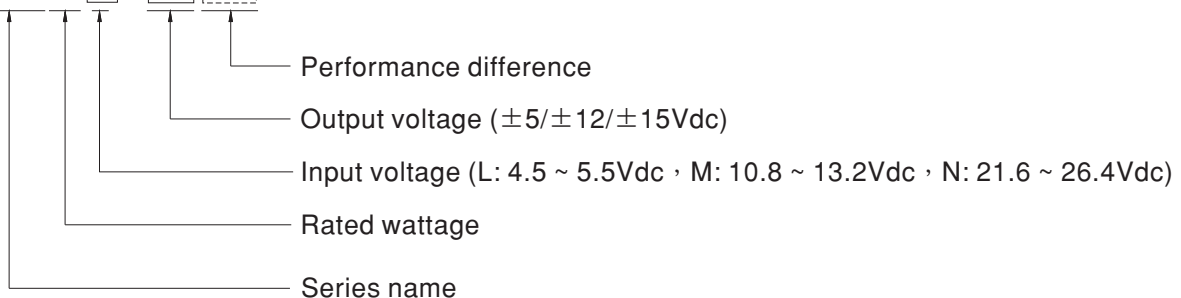 Performance difference
Output voltage (±5/±12/±15Vdc)
Input voltage (L: 4.5 ~ 5.5Vdc，M: 10.8 ~ 13.2Vdc，N: 21.6 ~ 26.4Vdc)
Rated wattage
Series name